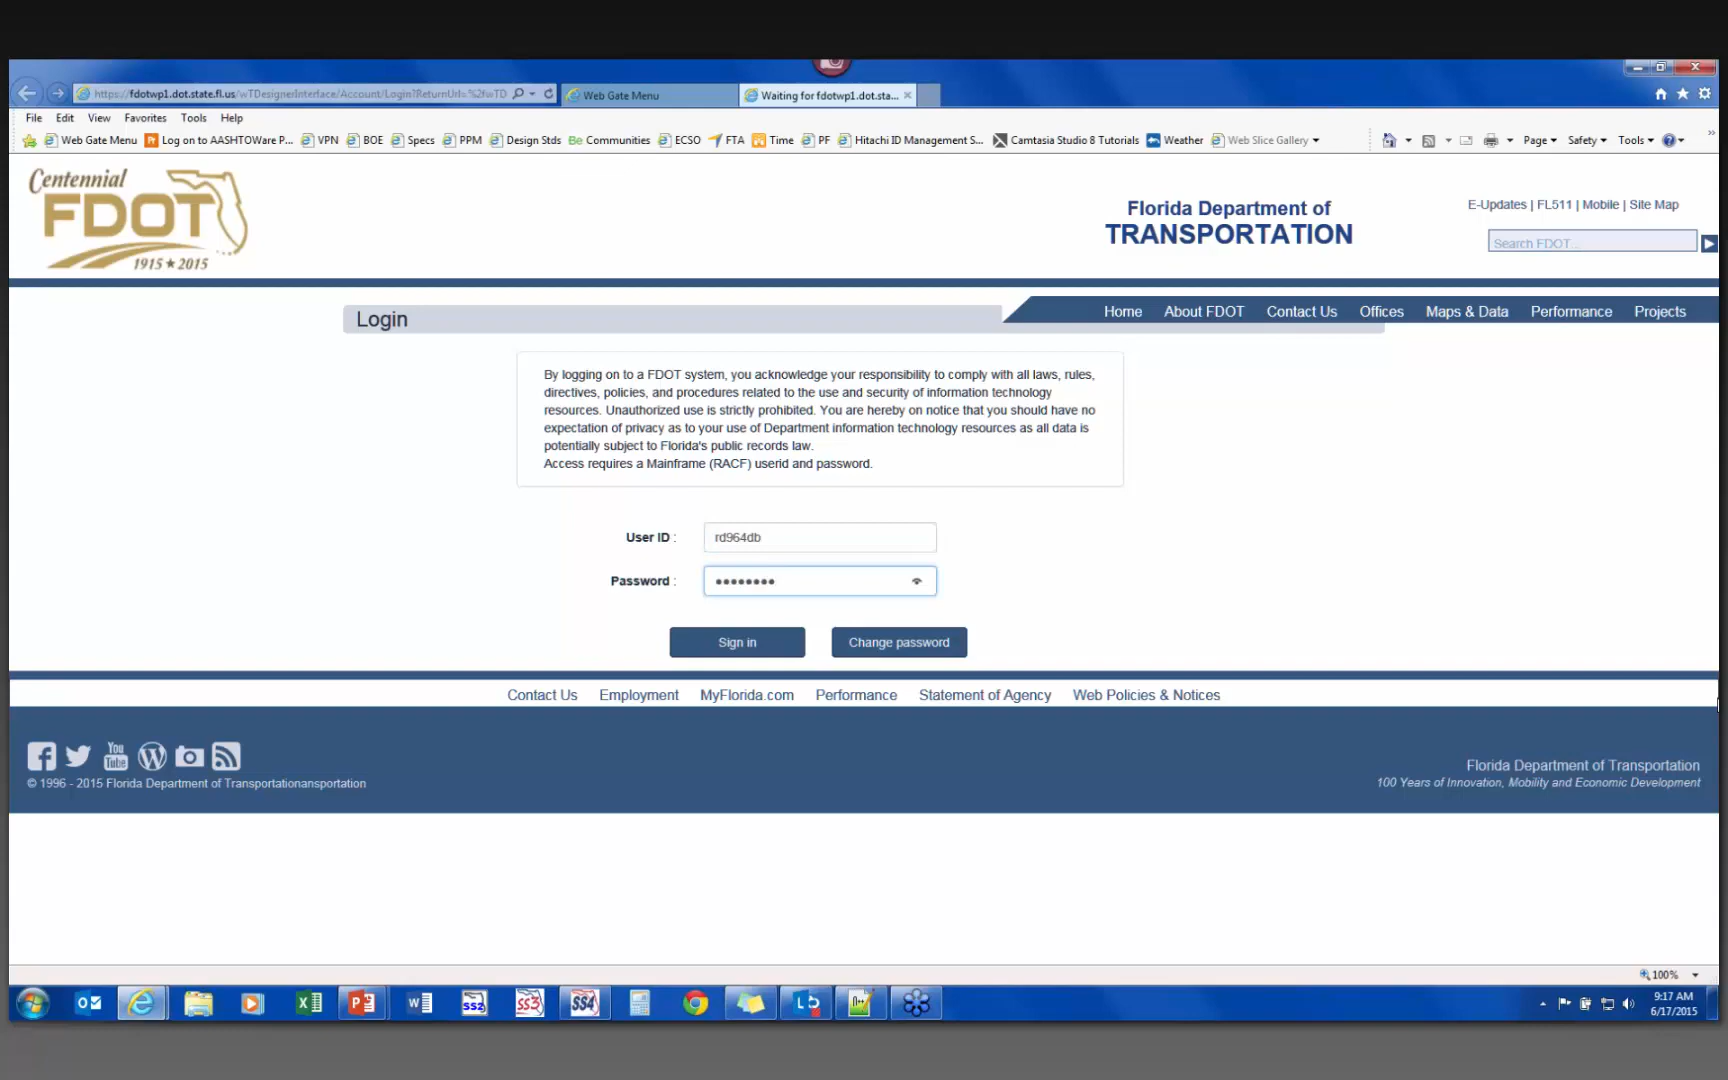 https://fdotwp1.dot.state.fl.us/wTDesignerInterface/Account/Login?ReturnUrl=%2fwTD
Web Gate Menu
Waiting for fdotwp1.dot.sta...
File Edit View Favorites Tools Help
Web Gate Menu Log on to AASHTOWare P... VPN BOE Specs PPM Design Stds Be Communities ECSO FTA Time PF Hitachi ID Management S... Camtasia Studio 8 Tutorials Weather Web Slice Gallery Page Safety Tools
Centennial
FDOT
1915★2015
Florida Department of
TRANSPORTATION
E-Updates | FL511 | Mobile | Site Map
Search FDOT...
Home About FDOT Contact Us Offices Maps & Data Performance Projects
Login
By logging on to a FDOT system, you acknowledge your responsibility to comply with all laws, rules,
directives, policies, and procedures related to the use and security of information technology
resources. Unauthorized use is strictly prohibited. You are hereby on notice that you should have no
expectation of privacy as to your use of Department information technology resources as all data is
potentially subject to Florida's public records law.
Access requires a Mainframe (RACF) userid and password.
User ID : rd964db
Password : ••••••••
Sign in Change password
Contact Us Employment MyFlorida.com Performance Statement of Agency Web Policies & Notices
You Tube
© 1996 - 2015 Florida Department of Transportationansportation
Florida Department of Transportation
100 Years of Innovation, Mobility and Economic Development
100%
SS2 SS3 SS4
9:17 AM
6/17/2015